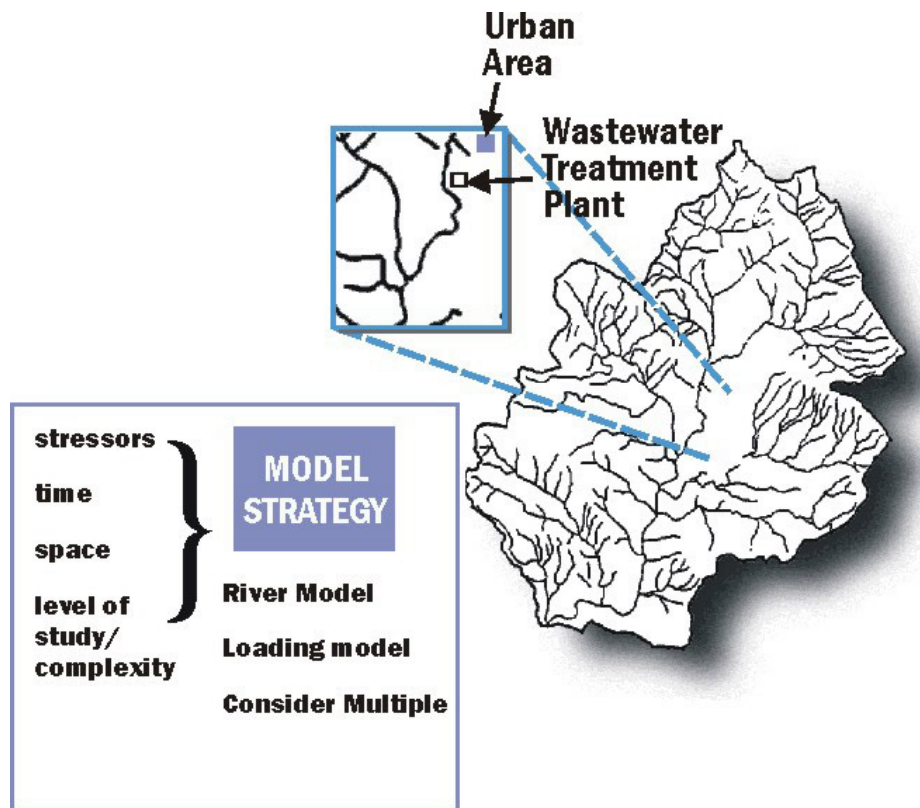 Urban
Area
Wastewater
Treatment
Plant
stressors
time
space
level of
study/
complexity
MODEL
STRATEGY
River Model
Loading model
Consider Multiple